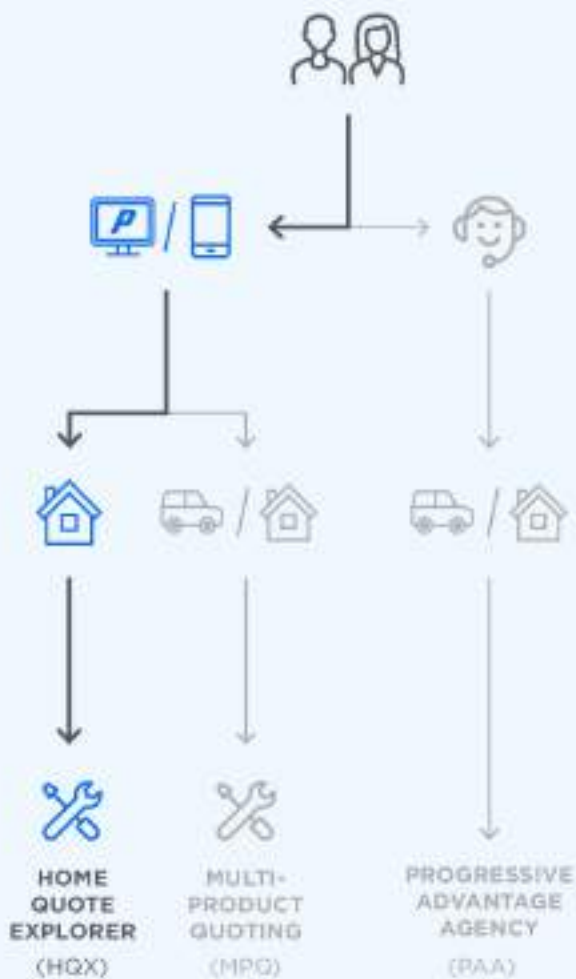 P
HOME
QUOTE
EXPLORER
(HQX)
MULTI-
PRODUCT
QUOTING
(MPQ)
PROGRESSIVE
ADVANTAGE
AGENCY
(PAA)